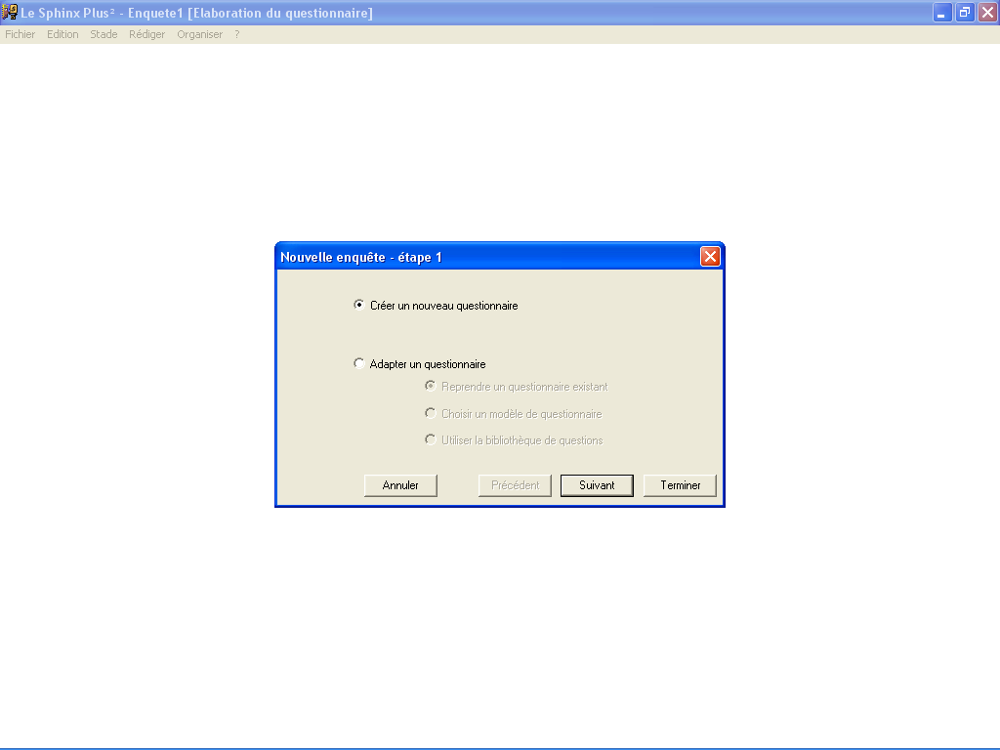 Le Sphinx Plus² - Enquete1 [Elaboration du questionnaire]
Fichier Edition Stade Rédiger Organiser ?
Nouvelle enquête - étape 1
Créer un nouveau questionnaire
Adapter un questionnaire
Reprendre un questionnaire existant
Choisir un modèle de questionnaire
Utiliser la bibliothèque de questions
Annuler Précédent Suivant Terminer